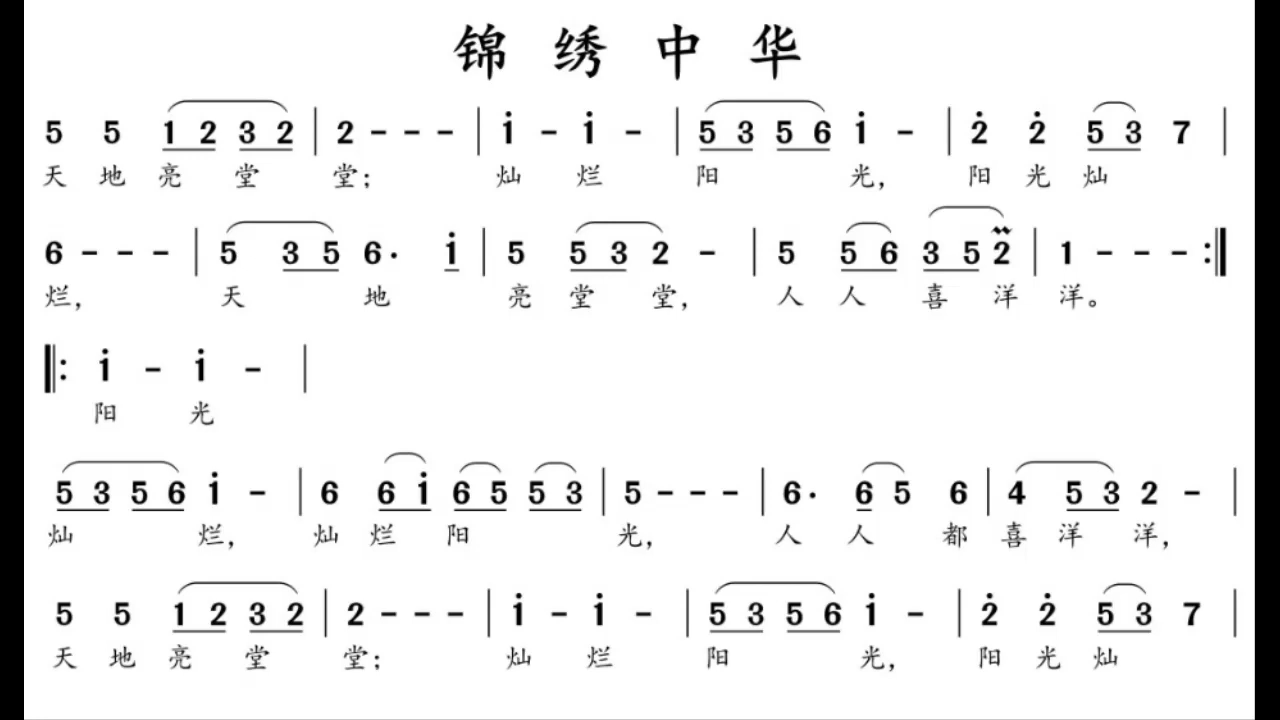 锦 绣 中 华
5 5 1 2 3 2 | 2 - - - | i - i - | 5 3 5 6 i - | 2̇ 2̇ 5 3 7 |
天 地 亮 堂 堂； 灿 烂 阳 光， 阳 光 灿
6 - - - | 5 3 5 6. i | 5 5 3 2 - | 5 5 6 3 5 2 | 1 - - - :||
烂， 天 地 亮 堂 堂， 人 人 喜 洋 洋。
||: i - i - |
阳 光
5 3 5 6 i - | 6 6 i 6 5 5 3 | 5 - - - | 6. 6 5 6 | 4 5 3 2 - |
灿 烂， 灿 烂 阳 光， 人 人 都 喜 洋 洋，
5 5 1 2 3 2 | 2 - - - | i - i - | 5 3 5 6 i - | 2̇ 2̇ 5 3 7 |
天 地 亮 堂 堂； 灿 烂 阳 光， 阳 光 灿